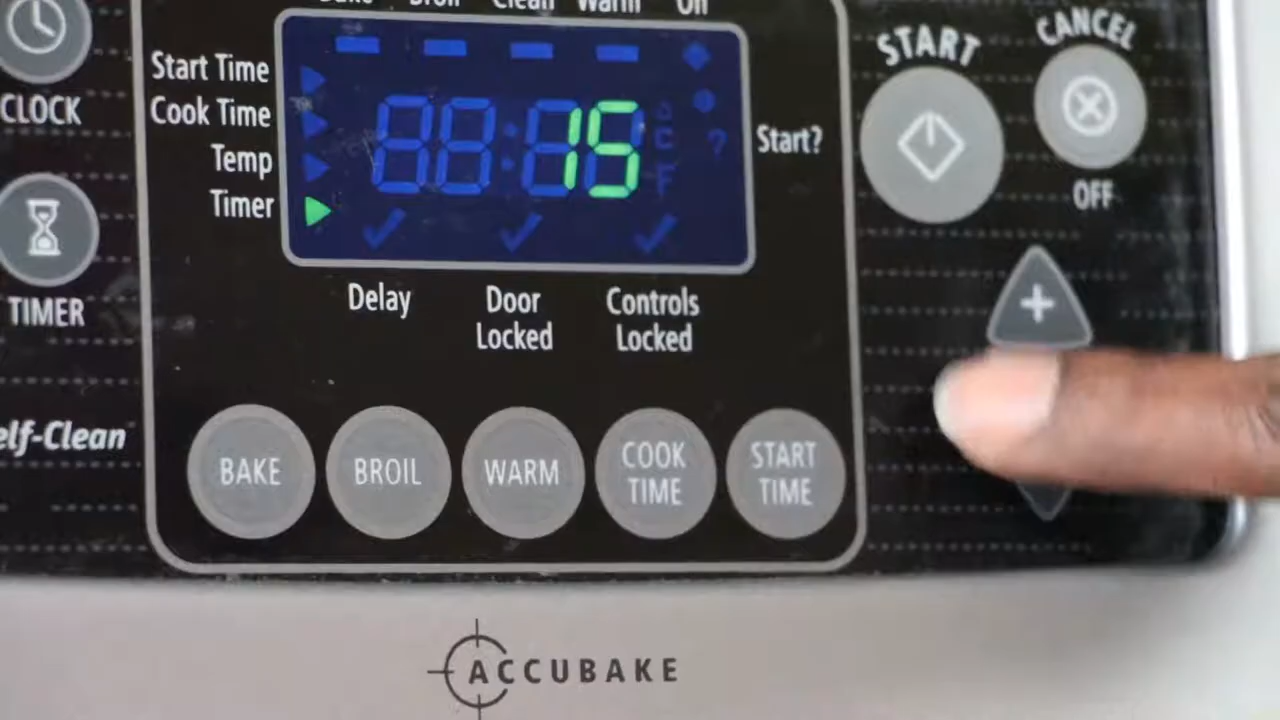 Bake Broil Clean Warm On
START
CANCEL
Start Time
CLOCK
Cook Time
15
Start?
Temp
OFF
Timer
TIMER
Delay
Door
Locked
Controls
Locked
elf-Clean
BAKE
BROIL
WARM
COOK
TIME
START
TIME
ACCUBAKE